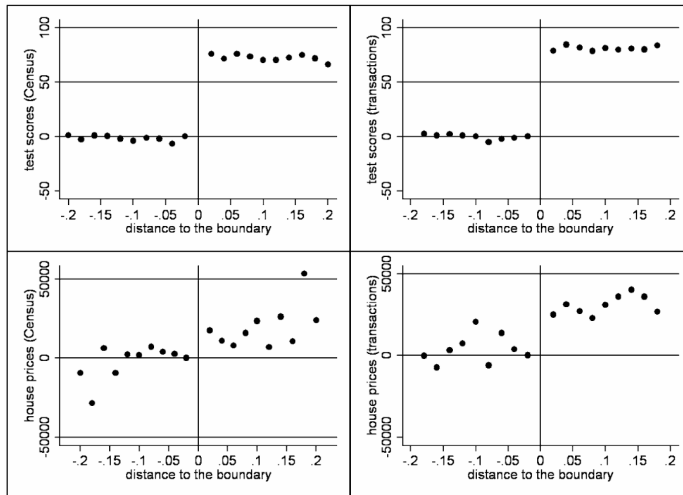 test scores (Census)
100
50
0
-50
-.2 -.15 -.1 -.05 0 .05 .1 .15 .2
distance to the boundary
test scores (transactions)
100
50
0
-50
-.2 -.15 -.1 -.05 0 .05 .1 .15 .2
distance to the boundary
house prices (Census)
50000
0
-50000
-.2 -.15 -.1 -.05 0 .05 .1 .15 .2
distance to the boundary
house prices (transactions)
50000
0
-50000
-.2 -.15 -.1 -.05 0 .05 .1 .15 .2
distance to the boundary